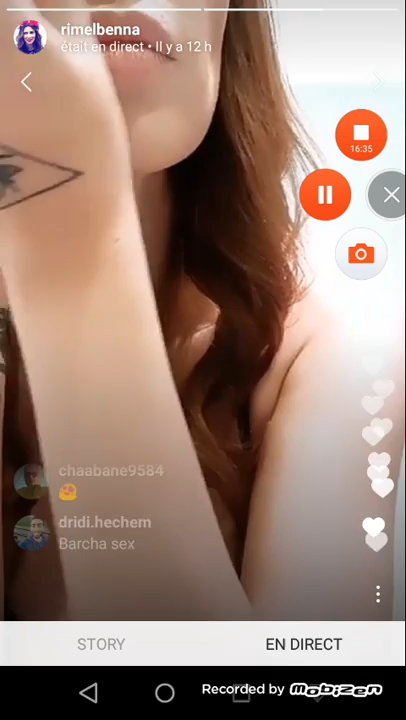 rimelbenna
était en direct • Il y a 12 h
16:35
chaabane9584
dridi.hechem
Barcha sex
STORY
EN DIRECT
Recorded by MOBIZEN